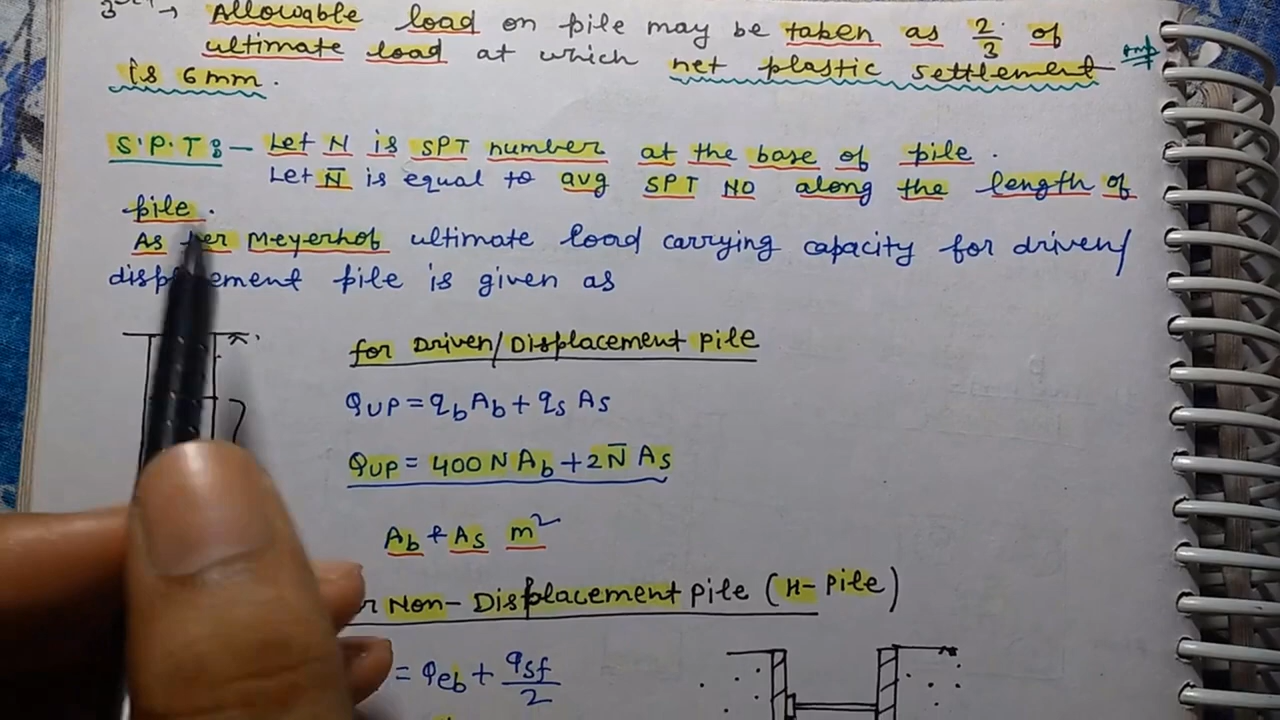 → Allowable load on pile may be taken as 2/3 of
ultimate load at which net plastic settlement Imp
is 6mm.
S.P.T :- Let N is SPT number at the base of pile.
Let N̄ is equal to avg SPT NO along the length of
pile.
As per Meyerhof ultimate load carrying capacity for driven/
displacement pile is given as
for Driven/Displacement pile
QUP = qb Ab + qs As
QUP = 400 N Ab + 2 N̄ As
Ab & As m²
Non-Displacement pile (H-pile)
= Qeb + qsf/2